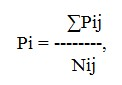 ∑Pij
Pi = --------,
Nij